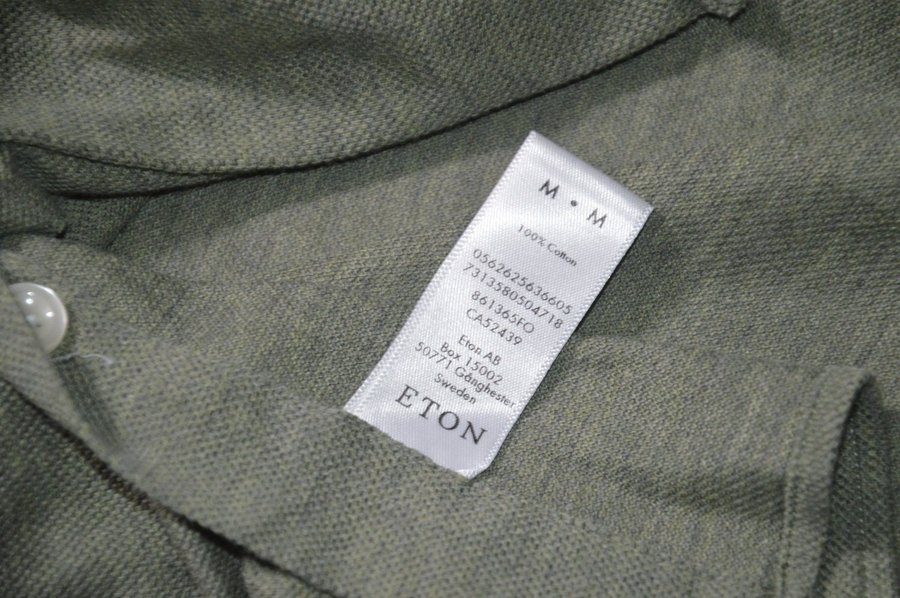 M • M
100% Cotton
0562625636605
7313580504718
861365FO
CA52439
Eton AB
Box 15002
50771 Gånghester
Sweden
ETON